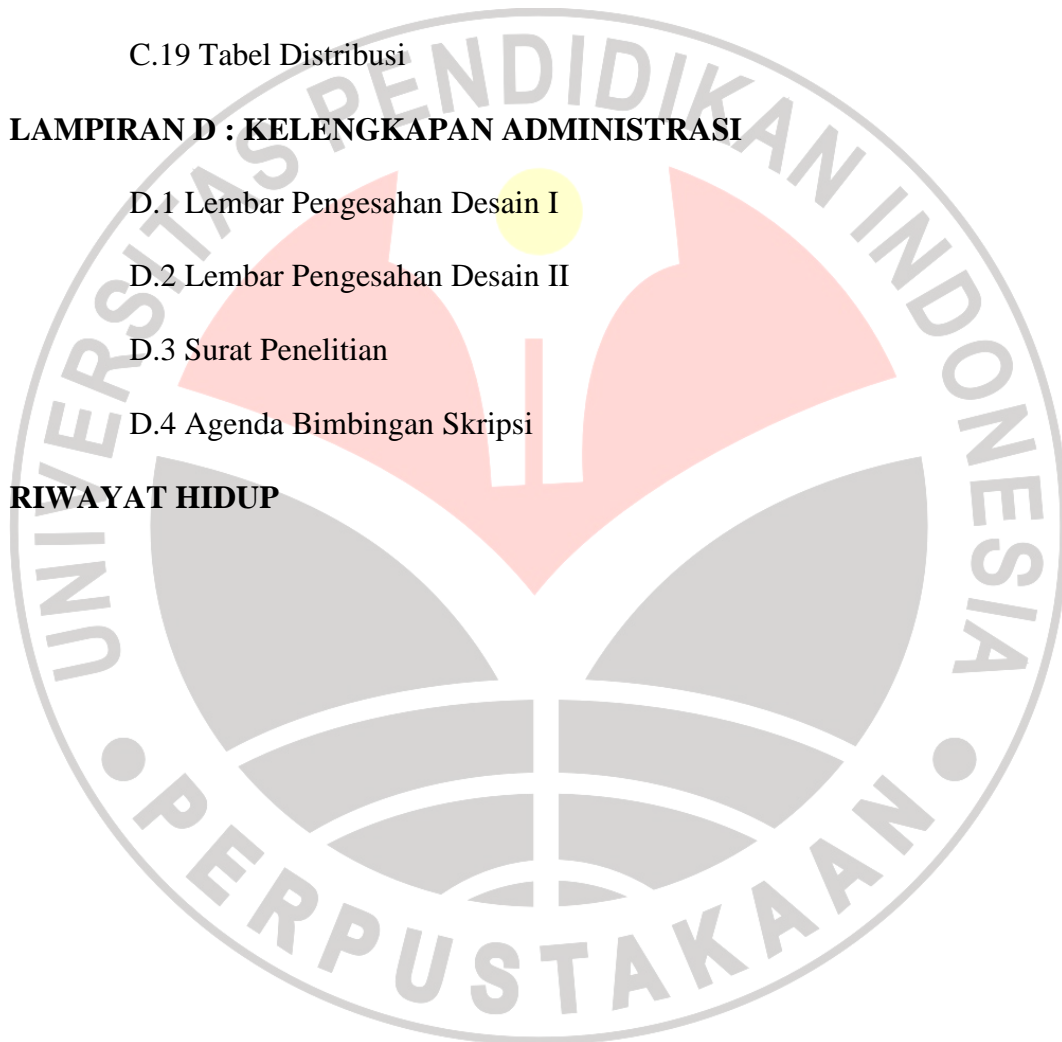 C.19 Tabel Distribusi
LAMPIRAN D : KELENGKAPAN ADMINISTRASI
D.1 Lembar Pengesahan Desain I
D.2 Lembar Pengesahan Desain II
D.3 Surat Penelitian
D.4 Agenda Bimbingan Skripsi
RIWAYAT HIDUP
UNIVERSITAS PENDIDIKAN INDONESIA
PERPUSTAKAAN